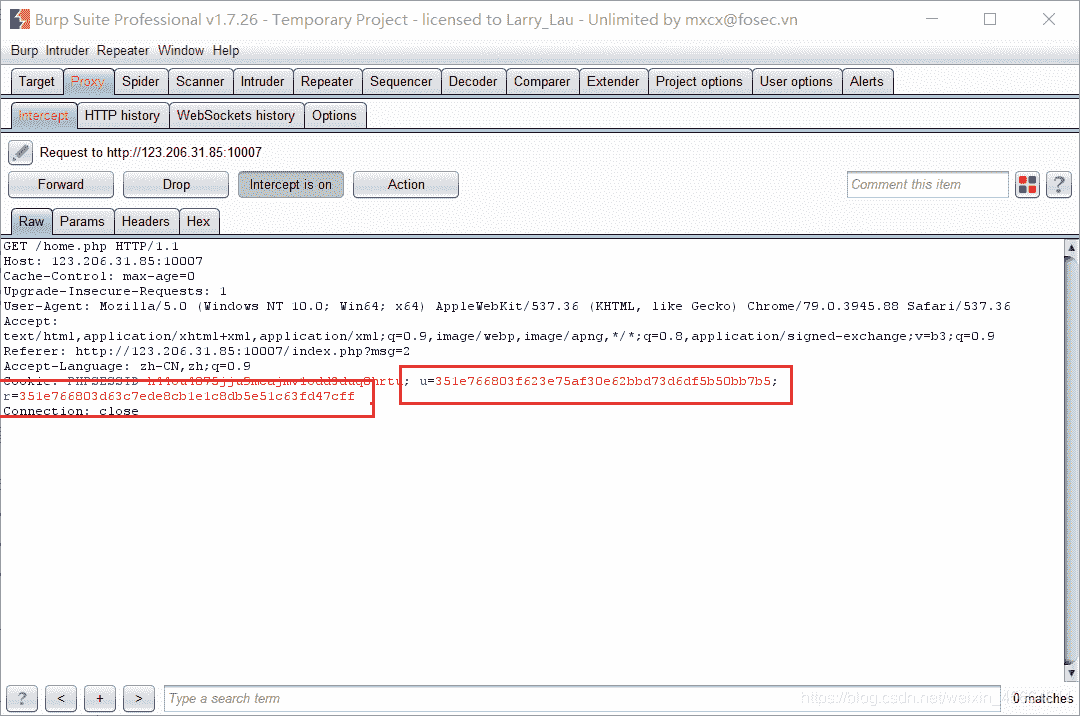 Burp Suite Professional v1.7.26 - Temporary Project - licensed to Larry_Lau - Unlimited by mxcx@fosec.vn
Burp Intruder Repeater Window Help
Target Proxy Spider Scanner Intruder Repeater Sequencer Decoder Comparer Extender Project options User options Alerts
Intercept HTTP history WebSockets history Options
Request to http://123.206.31.85:10007
Forward Drop Intercept is on Action Comment this item ?
Raw Params Headers Hex
GET /home.php HTTP/1.1
Host: 123.206.31.85:10007
Cache-Control: max-age=0
Upgrade-Insecure-Requests: 1
User-Agent: Mozilla/5.0 (Windows NT 10.0; Win64; x64) AppleWebKit/537.36 (KHTML, like Gecko) Chrome/79.0.3945.88 Safari/537.36
Accept:
text/html,application/xhtml+xml,application/xml;q=0.9,image/webp,image/apng,*/*;q=0.8,application/signed-exchange;v=b3;q=0.9
Referer: http://123.206.31.85:10007/index.php?msg=2
Accept-Language: zh-CN,zh;q=0.9
Cookie: u=351e766803f623e75af30e62bbd73d6df5b50bb7b5;
r=351e766803d63c7ede8cb1e1c8db5e51c63fd47cff
Connection: close
? < + > Type a search term 0 matches